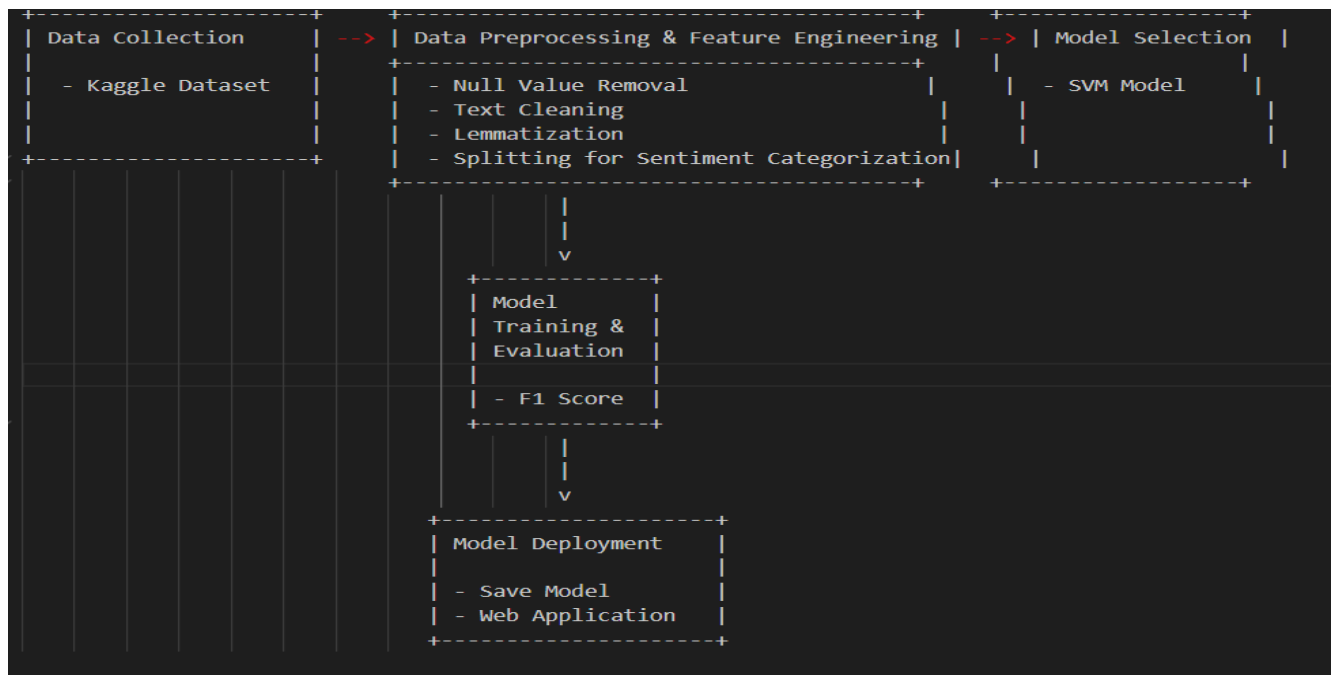 Data Collection --> Data Preprocessing & Feature Engineering --> Model Selection
- Kaggle Dataset
- Null Value Removal
- SVM Model
- Text Cleaning
- Lemmatization
- Splitting for Sentiment Categorization
v
Model
Training &
Evaluation
- F1 Score
v
Model Deployment
- Save Model
- Web Application